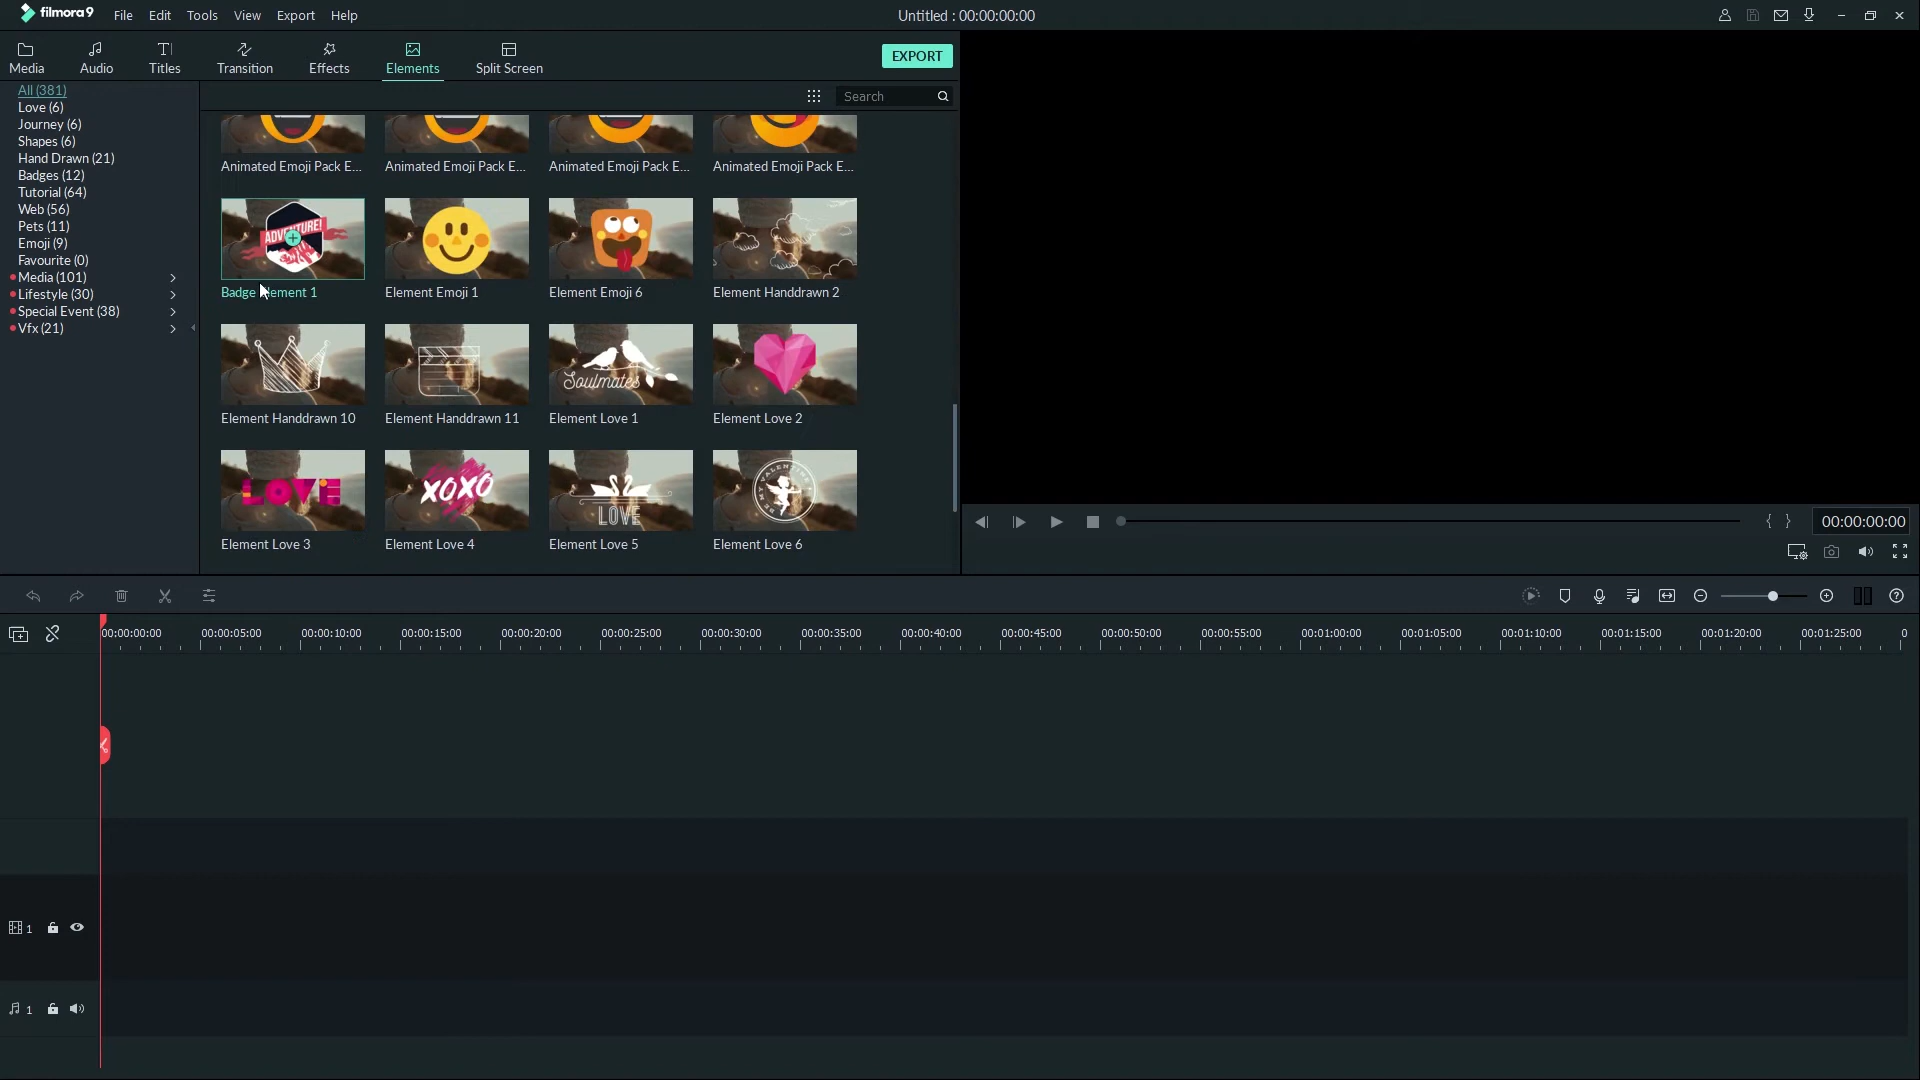 filmora9 File Edit Tools View Export Help Untitled : 00:00:00:00
Media Audio Titles Transition Effects Elements Split Screen EXPORT
All (381)
Love (6)
Journey (6)
Shapes (6)
Hand Drawn (21)
Badges (12)
Tutorial (64)
Web (56)
Pets (11)
Emoji (9)
Favourite (0)
Media (101)
Lifestyle (30)
Special Event (38)
Vfx (21)
Search
Animated Emoji Pack E... Animated Emoji Pack E... Animated Emoji Pack E... Animated Emoji Pack E...
ADVENTURE!
Badge Element 1 Element Emoji 1 Element Emoji 6 Element Handdrawn 2
Soulmates
Element Handdrawn 10 Element Handdrawn 11 Element Love 1 Element Love 2
LOVE XOXO LOVE BE MY VALENTINE
Element Love 3 Element Love 4 Element Love 5 Element Love 6
{ } 00:00:00:00
00:00:00:00 00:00:05:00 00:00:10:00 00:00:15:00 00:00:20:00 00:00:25:00 00:00:30:00 00:00:35:00 00:00:40:00 00:00:45:00 00:00:50:00 00:00:55:00 00:01:00:00 00:01:05:00 00:01:10:00 00:01:15:00 00:01:20:00 00:01:25:00 0
1
1